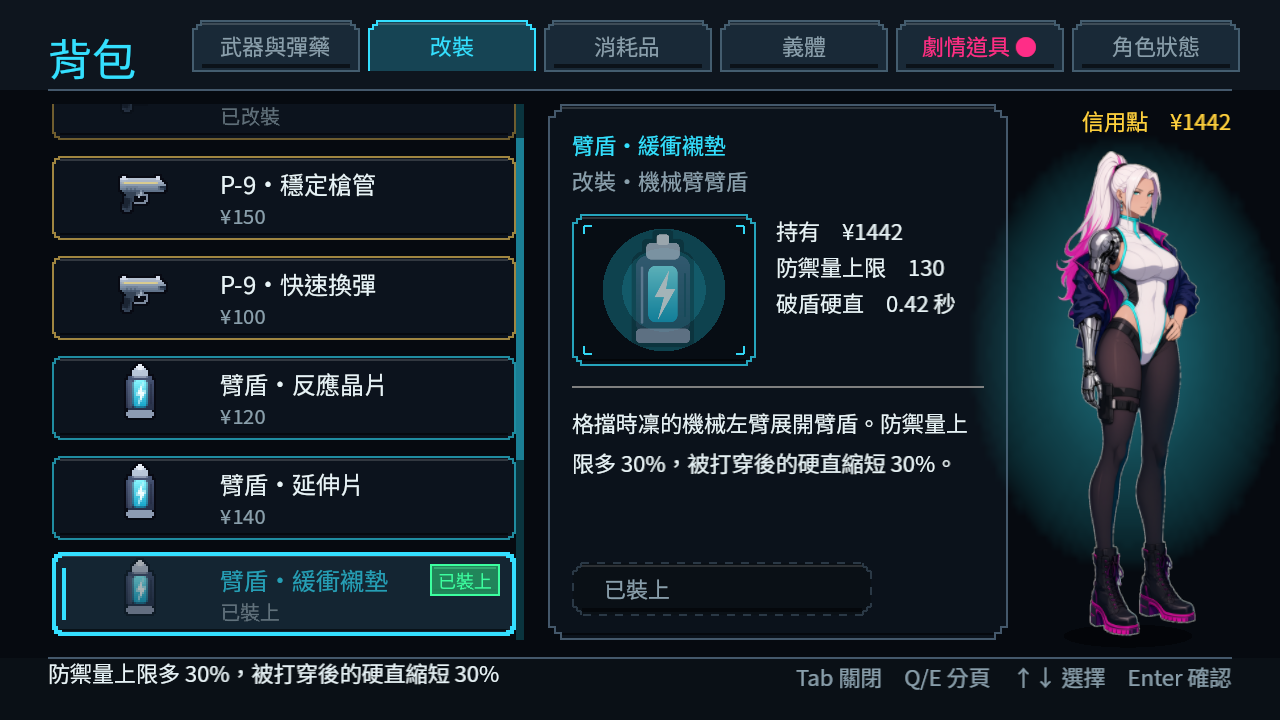 背包
武器與彈藥
改裝
消耗品
義體
劇情道具
角色狀態
已改裝
P-9・穩定槍管
¥150
P-9・快速換彈
¥100
臂盾・反應晶片
¥120
臂盾・延伸片
¥140
臂盾・緩衝襯墊
已裝上
已裝上
臂盾・緩衝襯墊
改裝・機械臂臂盾
持有 ¥1442
防禦量上限 130
破盾硬直 0.42 秒
格擋時凛的機械左臂展開臂盾。防禦量上
限多 30%，被打穿後的硬直縮短 30%。
已裝上
信用點 ¥1442
防禦量上限多 30%，被打穿後的硬直縮短 30%
Tab 關閉 Q/E 分頁 ↑↓ 選擇 Enter 確認